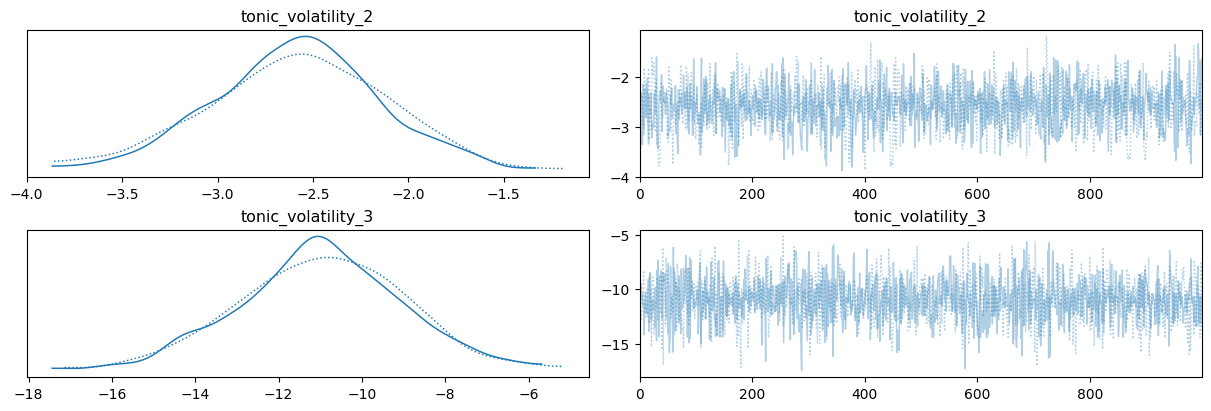 tonic_volatility_2
−4.0 −3.5 −3.0 −2.5 −2.0 −1.5
tonic_volatility_2
−2
−3
−4
0 200 400 600 800
tonic_volatility_3
−18 −16 −14 −12 −10 −8 −6
tonic_volatility_3
−5
−10
−15
0 200 400 600 800